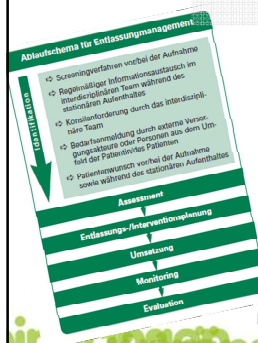 Ablaufschema für Entlassungmanagement
Identifikation
➪ Screeningverfahren vor/bei der Aufnahme
➪ Regelmäßiger Informationsaustausch im
interdisziplinären Team während des
stationären Aufenthaltes
➪ Konsilanforderung durch das interdiszipli-
näre Team
➪ Bedarfsanmeldung durch externe Versor-
gungsakteure oder Personen aus dem Um-
feld der Patientin/des Patienten
➪ Patientenwunsch vor/bei der Aufnahme
sowie während des stationären Aufenthaltes
Assessment
Entlassungs-/Interventionsplanung
Umsetzung
Monitoring
Evaluation